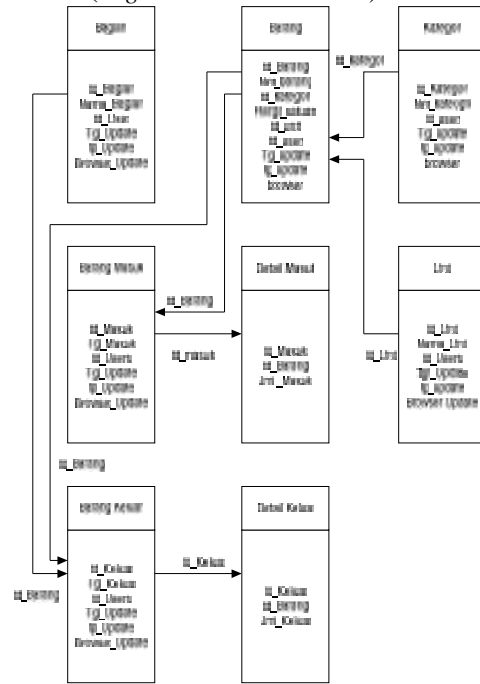 Bagian
Id_Bagian
Nama_Bagian
Id_User
Tgl_Update
Ip_Update
Browser_Update
Barang
Id_Barang
Nm_Barang
Id_Kategori
Harga_satuan
Id_unit
Id_user
Tgl_update
Ip_update
browser
Id_Kategori
Kategori
Id_Kategori
Nm_Kategori
Id_user
Tgl_update
Ip_update
browser
Barang Masuk
Id_Masuk
Tgl_Masuk
Id_Users
Tgl_Update
Ip_Update
Browser_Update
Id_Barang
Id_masuk
Detail Masuk
Id_Masuk
Id_Barang
Jml_Masuk
Id_Unit
Unit
Id_Unit
Nama_Unit
Id_Users
Tgl_Update
Ip_update
Browser Update
Id_Barang
Barang Keluar
Id_Keluar
Tgl_Keluar
Id_Users
Tgl_Update
Ip_Update
Browser_Update
Id_Barang
Id_Keluar
Detail Keluar
Id_Keluar
Id_Barang
Jml_Keluar